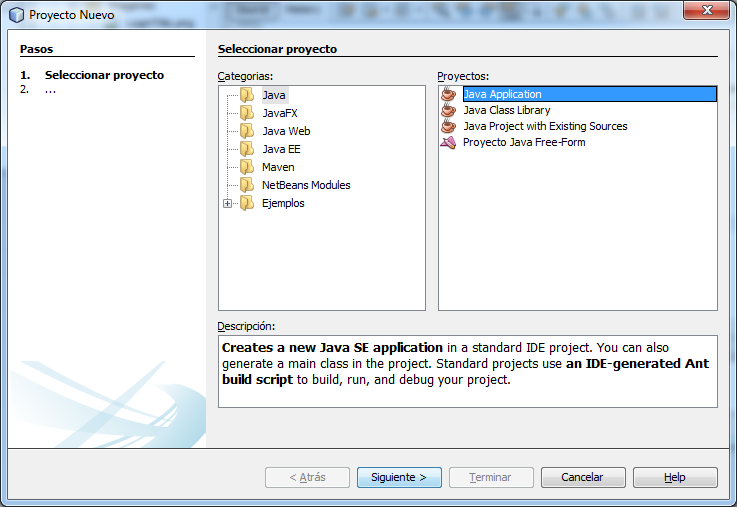 Proyecto Nuevo
Pasos
1. Seleccionar proyecto
2. ...
Seleccionar proyecto
Categorias:
Java
JavaFX
Java Web
Java EE
Maven
NetBeans Modules
Ejemplos
Proyectos:
Java Application
Java Class Library
Java Project with Existing Sources
Proyecto Java Free-Form
Descripción:
Creates a new Java SE application in a standard IDE project. You can also
generate a main class in the project. Standard projects use an IDE-generated Ant
build script to build, run, and debug your project.
< Atrás
Siguiente >
Terminar
Cancelar
Help